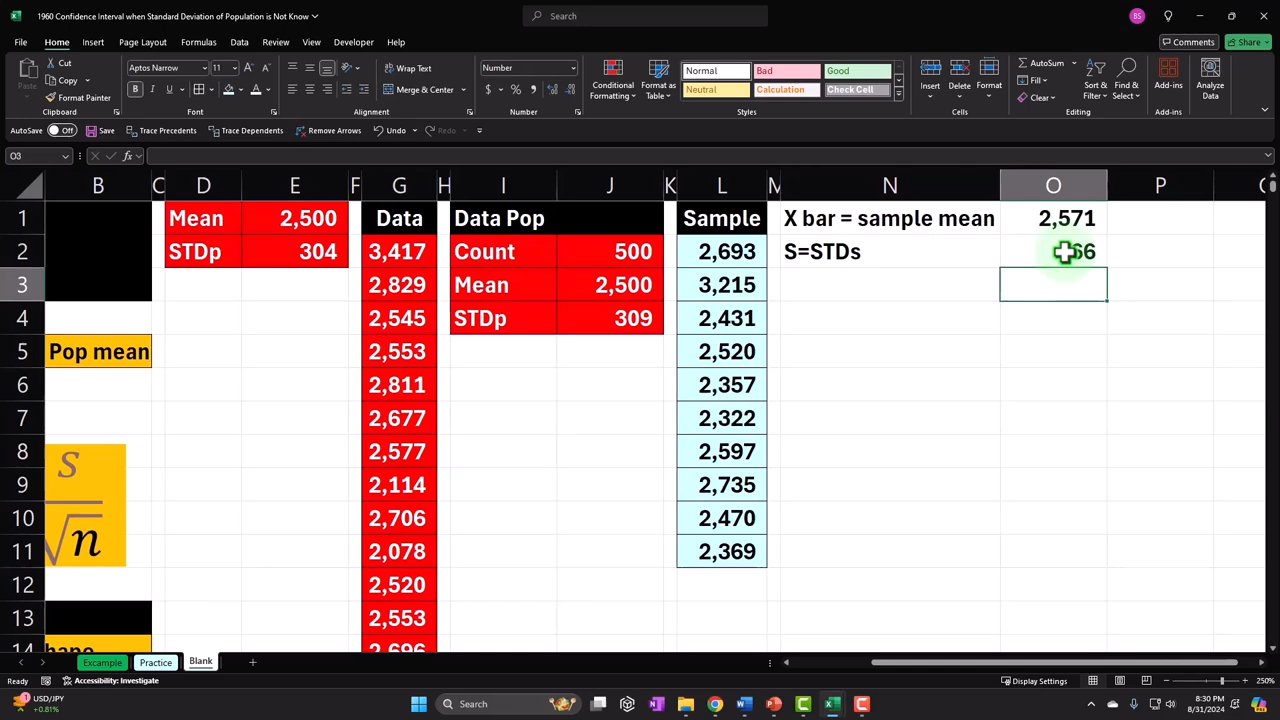 1960 Confidence Interval when Standard Deviation of Population is Not Know
Search
BS
File Home Insert Page Layout Formulas Data Review View Developer Help
Comments Share
Paste
Cut
Copy
Format Painter
Clipboard
Aptos Narrow 11
B I U
Font
Wrap Text
Merge & Center
Alignment
Number
$ % ,
Number
Conditional Formatting
Format as Table
Normal Bad Good
Neutral Calculation Check Cell
Styles
Insert Delete Format
Cells
AutoSum
Fill
Clear
Sort & Filter
Find & Select
Editing
Add-ins
Add-ins
Analyze Data
AutoSave Off Save Trace Precedents Trace Dependents Remove Arrows Undo Redo
O3 fx
B C D E F G H I J K L M N O P
1 Mean 2,500 Data Data Pop Sample X bar = sample mean 2,571
2 STDp 304 3,417 Count 500 2,693 S=STDs
3 2,829 Mean 2,500 3,215
4 2,545 STDp 309 2,431
5 Pop mean 2,553 2,520
6 2,811 2,357
7 2,677 2,322
8 s 2,577 2,597
9 2,114 2,735
10 √n 2,706 2,470
11 2,078 2,369
12 2,520
13 2,553
14 2,696
Excample Practice Blank
Ready Accessibility: Investigate Display Settings 250%
USD/JPY
+0.81%
Search
8:30 PM
8/31/2024